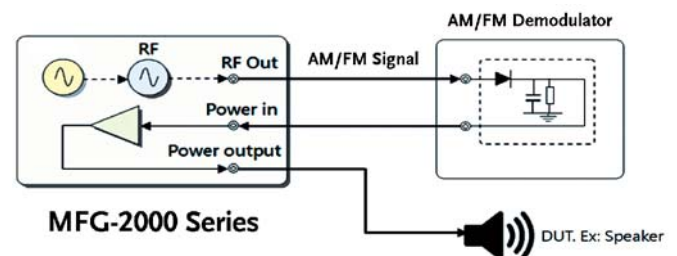 AM/FM Demodulator
RF
RF Out
AM/FM Signal
Power in
Power output
MFG-2000 Series
DUT. Ex: Speaker